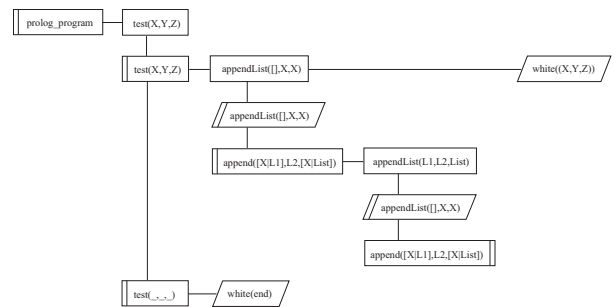 prolog_program
test(X,Y,Z)
test(X,Y,Z)
appendList([],X,X)
white((X,Y,Z))
appendList([],X,X)
append([X|L1],L2,[X|List])
appendList(L1,L2,List)
appendList([],X,X)
append([X|L1],L2,[X|List])
test(_,_,_)
white(end)